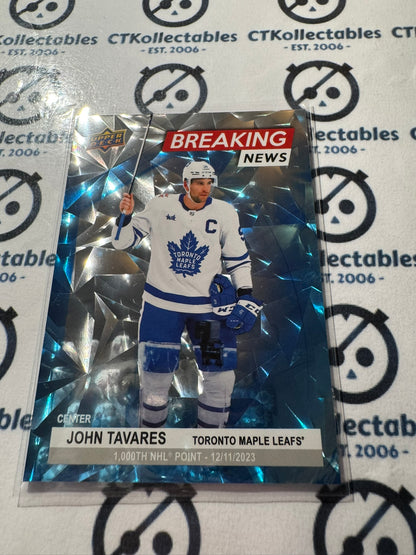 CTKollectables CTKollectables
- EST. 2006 - - EST. 2006 -
UPPER DECK
BREAKING
NEWS
C
TORONTO
MAPLE
LEAFS
CCM
CENTER
JOHN TAVARES TORONTO MAPLE LEAFS®
1,000TH NHL® POINT - 12/11/2023